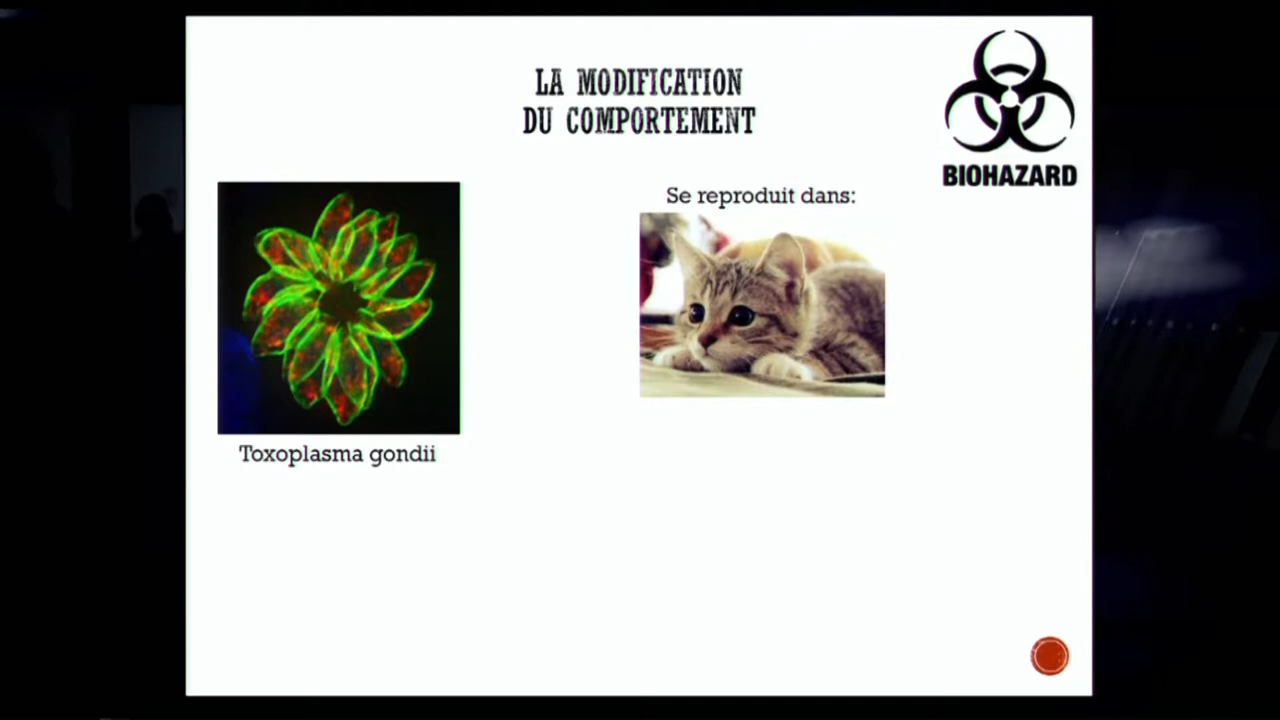 LA MODIFICATION
DU COMPORTEMENT
BIOHAZARD
Se reproduit dans:
Toxoplasma gondii